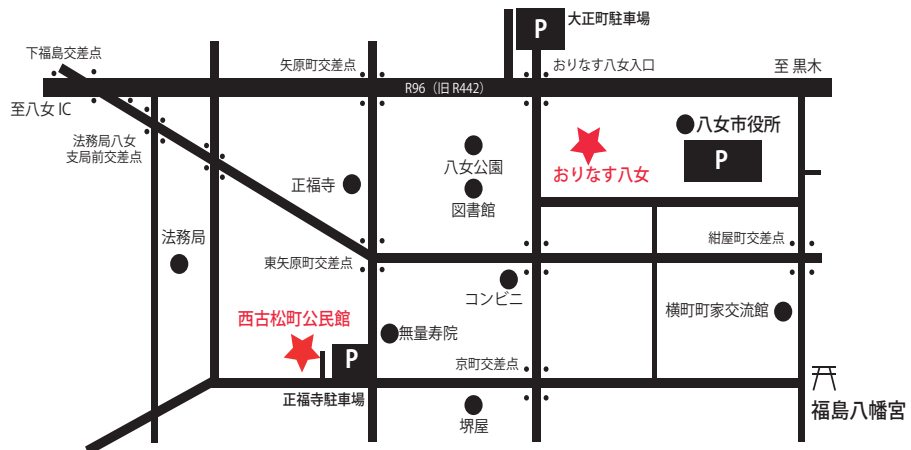 P
大正町駐車場
下福島交差点
矢原町交差点
おりなす八女入口
至 黒木
R96（旧 R442）
至八女 IC
八女市役所
法務局八女
支局前交差点
八女公園
おりなす八女
P
正福寺
図書館
法務局
紺屋町交差点
東矢原町交差点
コンビニ
西古松町公民館
無量寿院
横町町家交流館
P
京町交差点
正福寺駐車場
福島八幡宮
堺屋